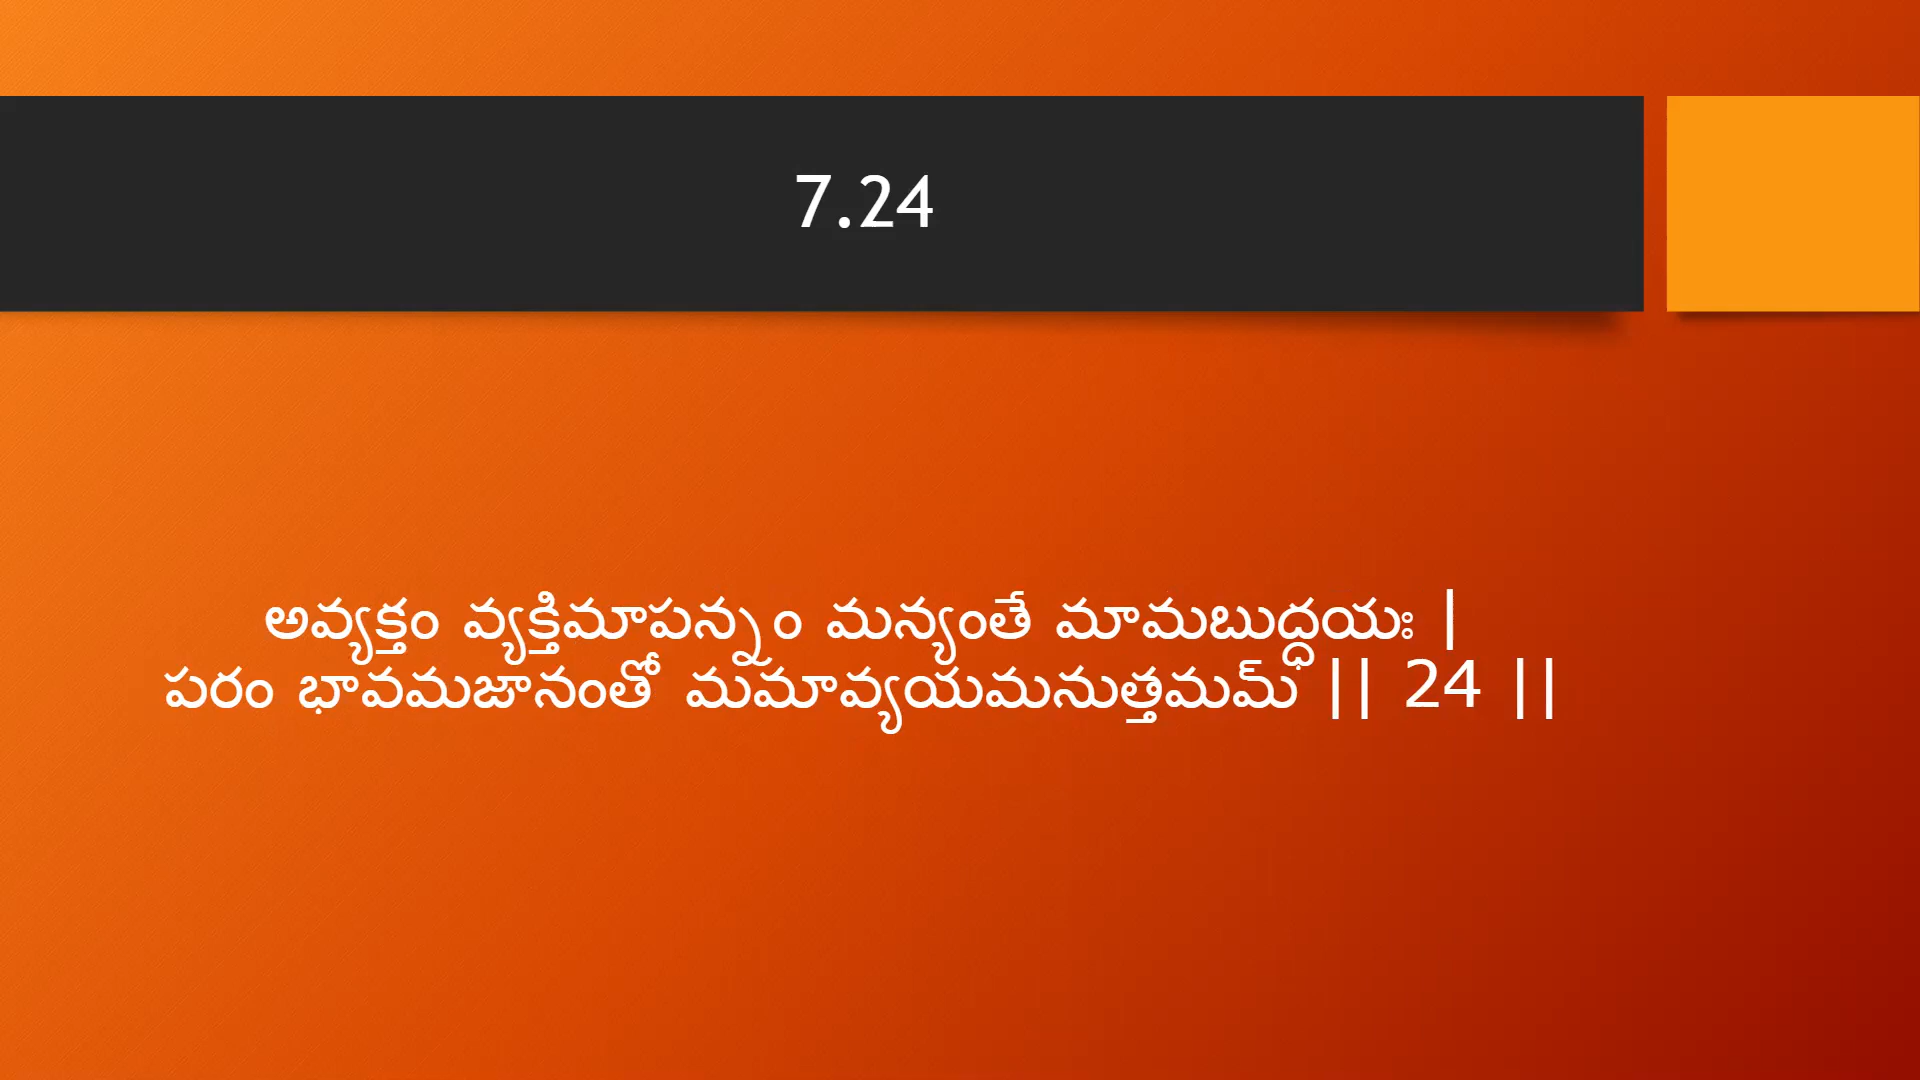 7.24
అవ్యక్తం వ్యక్తిమాపన్నం మన్యంతే మామబుద్ధయః |
పరం భావమజానంతో మమావ్యయమనుత్తమమ్ || 24 ||